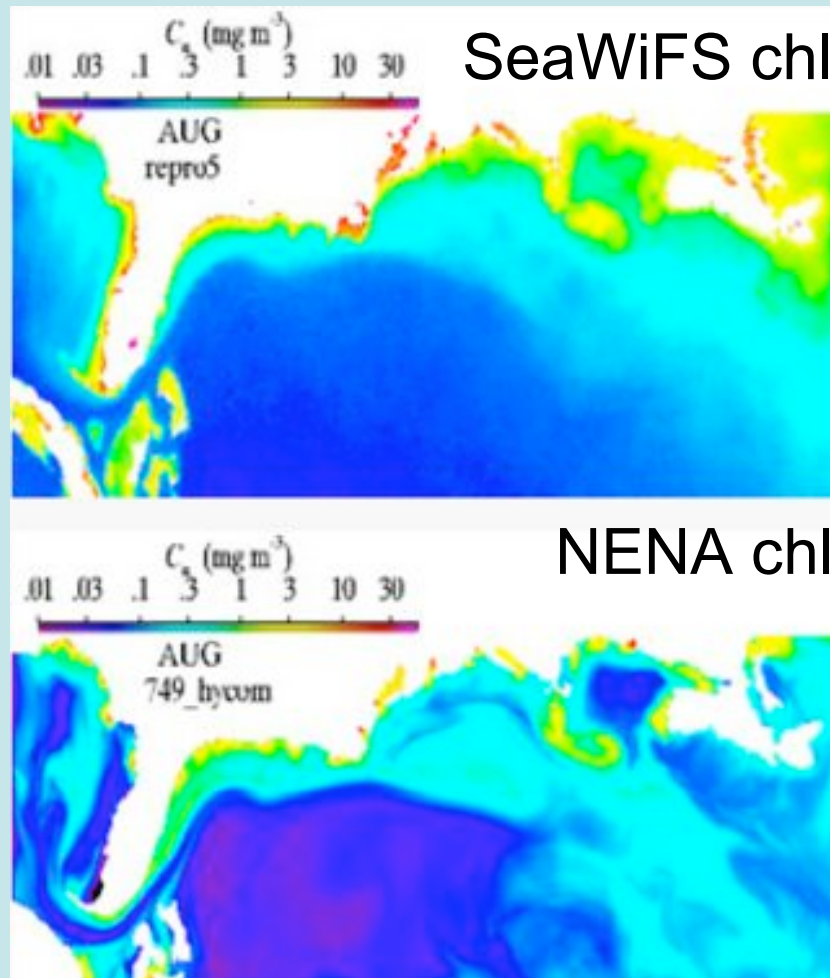 SeaWiFS chl
Cₐ (mg m⁻³)
.01 .03 .1 .3 1 3 10 30
AUG
repro5
NENA chl
Cₐ (mg m⁻³)
.01 .03 .1 .3 1 3 10 30
AUG
749_hycom